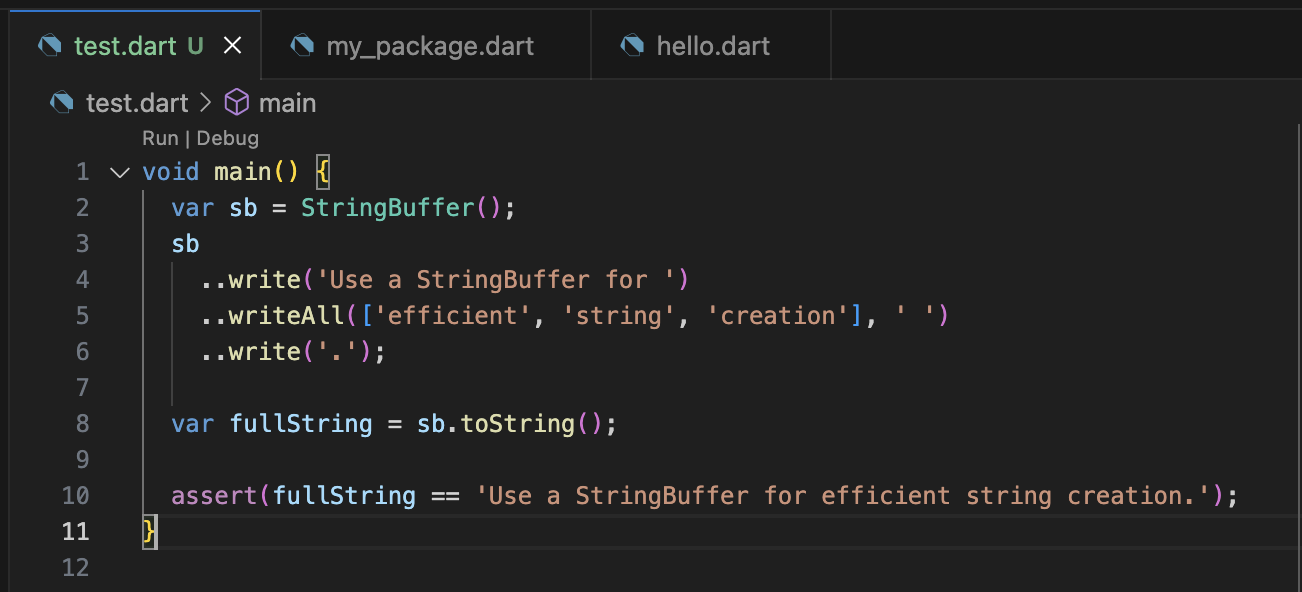 test.dart U
my_package.dart
hello.dart
test.dart > main
Run | Debug
1 void main() {
2   var sb = StringBuffer();
3   sb
4     ..write('Use a StringBuffer for ')
5     ..writeAll(['efficient', 'string', 'creation'], ' ')
6     ..write('.');
7
8   var fullString = sb.toString();
9
10   assert(fullString == 'Use a StringBuffer for efficient string creation.');
11 }
12